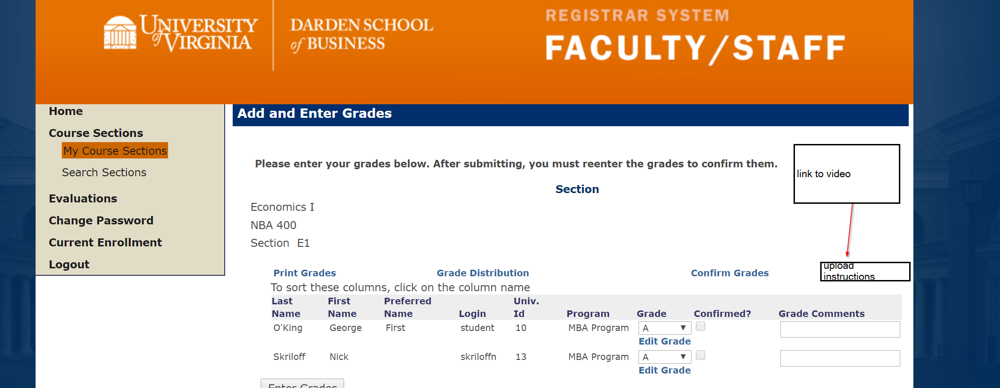 UNIVERSITY
of VIRGINIA
DARDEN SCHOOL
of BUSINESS
REGISTRAR SYSTEM
FACULTY/STAFF
Home
Course Sections
My Course Sections
Search Sections
Evaluations
Change Password
Current Enrollment
Logout
Add and Enter Grades
Please enter your grades below. After submitting, you must reenter the grades to confirm them.
link to video
Section
Economics I
NBA 400
Section E1
upload
instructions
Print Grades Grade Distribution Confirm Grades
To sort these columns, click on the column name
Last First Preferred Univ.
Name Name Name Login Id Program Grade Confirmed? Grade Comments
O'King George First student 10 MBA Program A
Edit Grade
Skriloff Nick skriloffn 13 MBA Program A
Edit Grade
Enter Grades